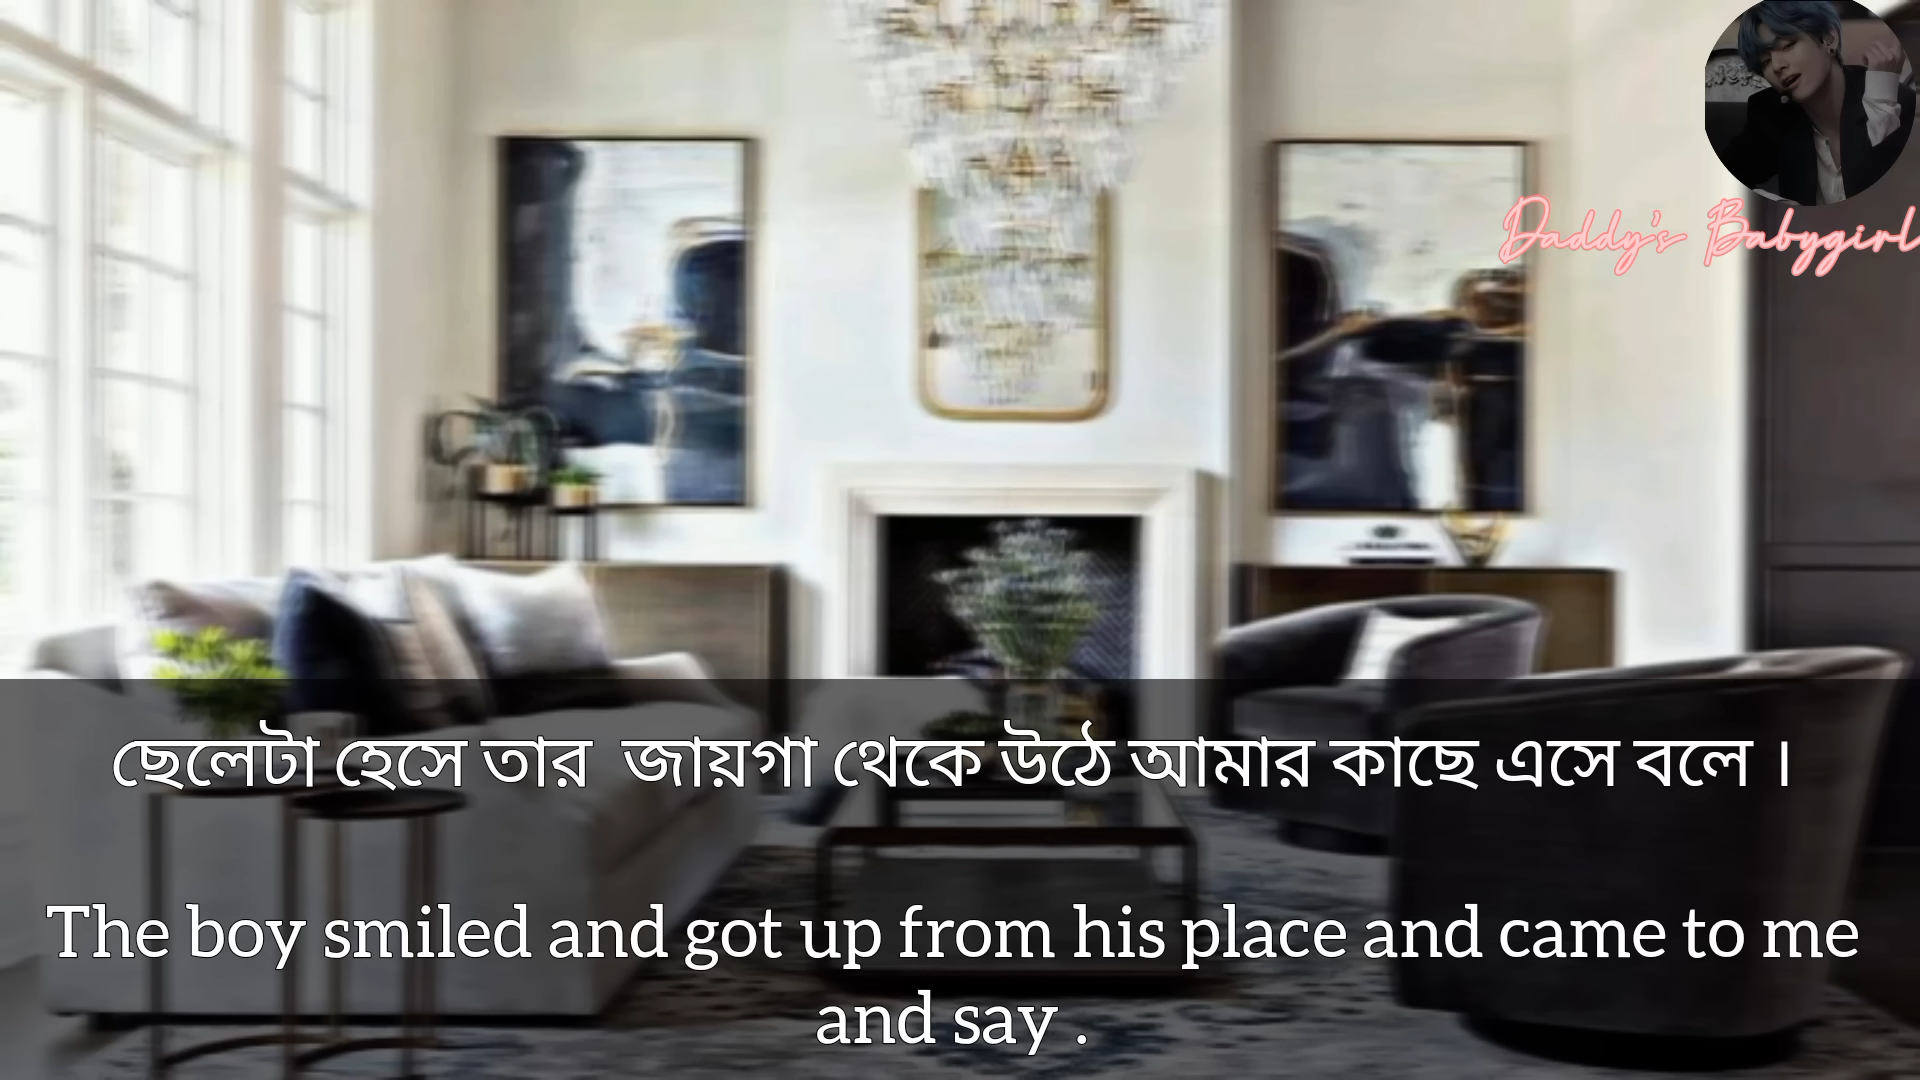 Daddy's Babygirl
ছেলেটা হেসে তার জায়গা থেকে উঠে আমার কাছে এসে বলে ।
The boy smiled and got up from his place and came to me
and say .